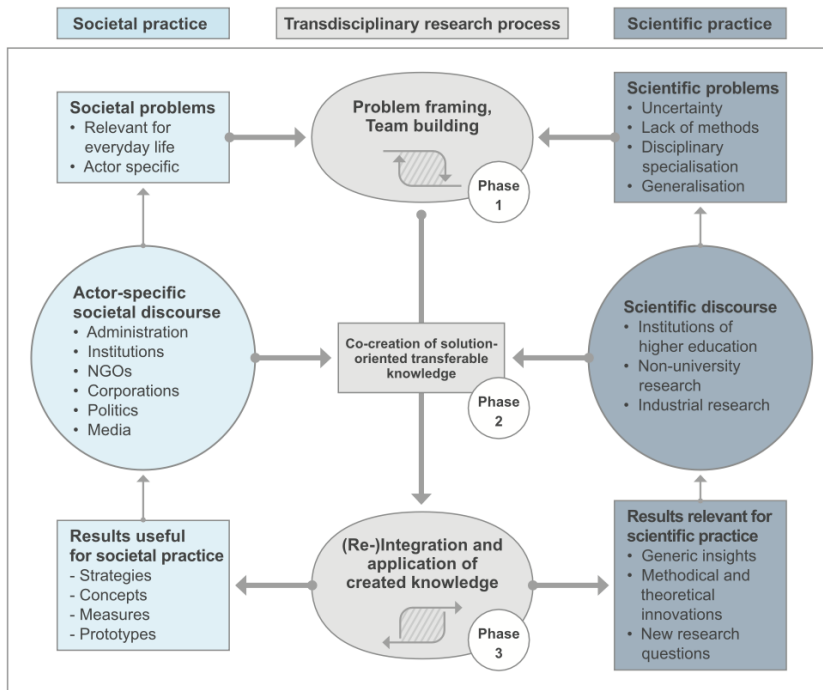 Societal practice
Transdisciplinary research process
Scientific practice
Societal problems
• Relevant for
everyday life
• Actor specific
Problem framing,
Team building
Phase
1
Scientific problems
• Uncertainty
• Lack of methods
• Disciplinary
specialisation
• Generalisation
Actor-specific
societal discourse
• Administration
• Institutions
• NGOs
• Corporations
• Politics
• Media
Co-creation of solution-
oriented transferable
knowledge
Phase
2
Scientific discourse
• Institutions of
higher education
• Non-university
research
• Industrial research
Results useful
for societal practice
- Strategies
- Concepts
- Measures
- Prototypes
(Re-)Integration and
application of
created knowledge
Phase
3
Results relevant for
scientific practice
• Generic insights
• Methodical and
theoretical
innovations
• New research
questions